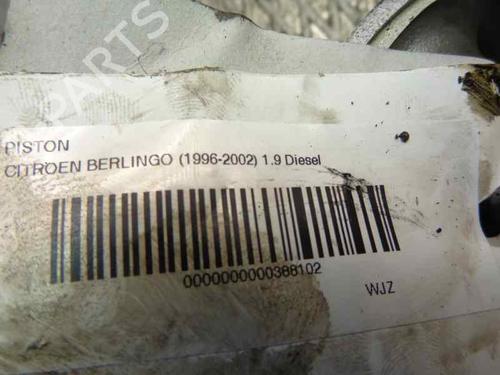 PISTON
CITROEN BERLINGO (1996-2002) 1.9 Diesel
0000000000388102
WJZ